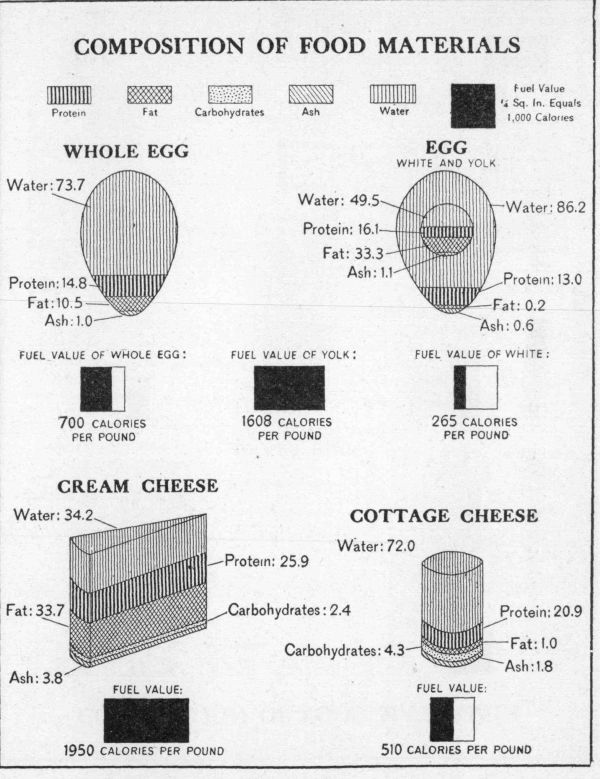 COMPOSITION OF FOOD MATERIALS
Protein
Fat
Carbohydrates
Ash
Water
Fuel Value
¼ Sq. In. Equals
1,000 Calories
WHOLE EGG
Water: 73.7
Protein: 14.8
Fat: 10.5
Ash: 1.0
EGG
WHITE AND YOLK
Water: 49.5
Protein: 16.1
Fat: 33.3
Ash: 1.1
Water: 86.2
Protein: 13.0
Fat: 0.2
Ash: 0.6
FUEL VALUE OF WHOLE EGG:
700 CALORIES
PER POUND
FUEL VALUE OF YOLK:
1608 CALORIES
PER POUND
FUEL VALUE OF WHITE:
265 CALORIES
PER POUND
CREAM CHEESE
Water: 34.2
Protein: 25.9
Fat: 33.7
Carbohydrates: 2.4
Ash: 3.8
FUEL VALUE:
1950 CALORIES PER POUND
COTTAGE CHEESE
Water: 72.0
Protein: 20.9
Carbohydrates: 4.3
Fat: 1.0
Ash: 1.8
FUEL VALUE:
510 CALORIES PER POUND